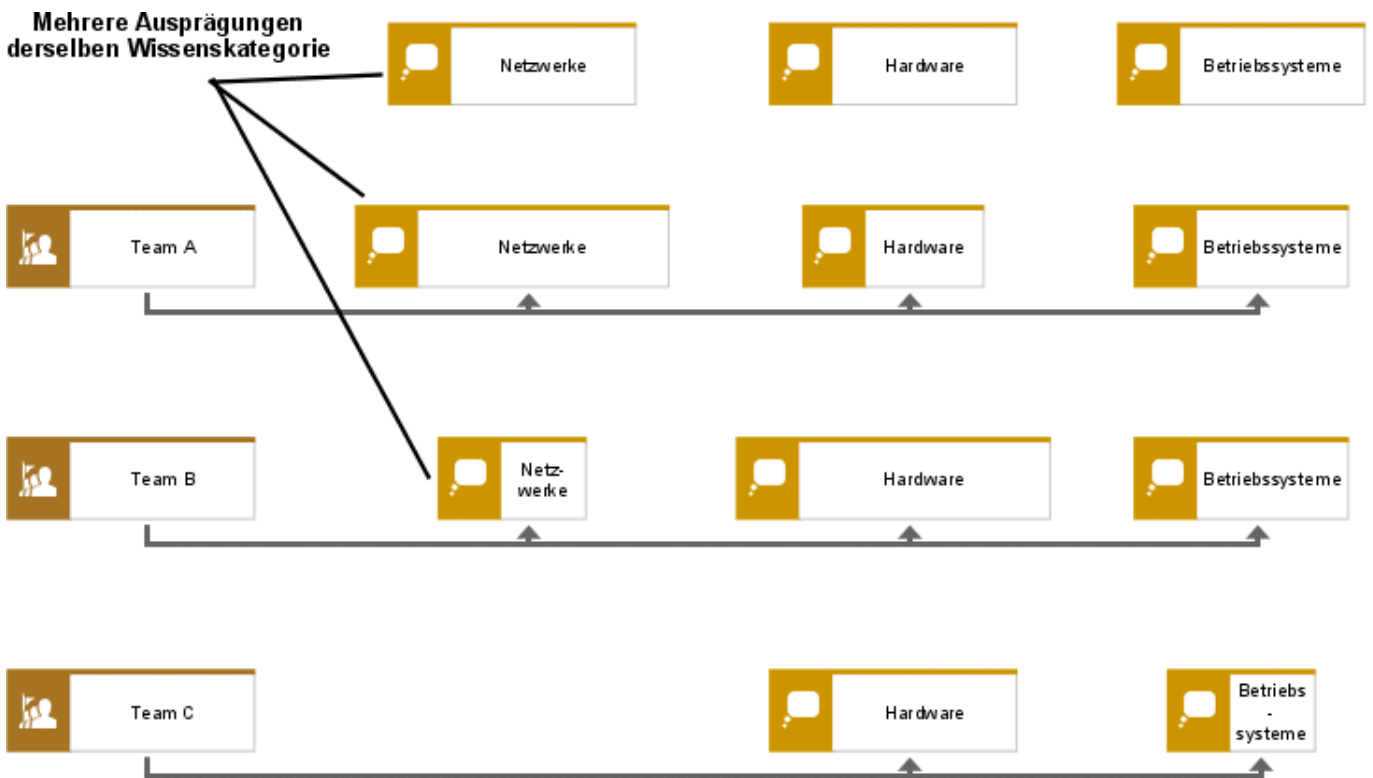 Mehrere Ausprägungen
derselben Wissenskategorie
Netzwerke
Hardware
Betriebssysteme
Team A
Netzwerke
Hardware
Betriebssysteme
Team B
Netz-
werke
Hardware
Betriebssysteme
Team C
Hardware
Betriebs
-
systeme